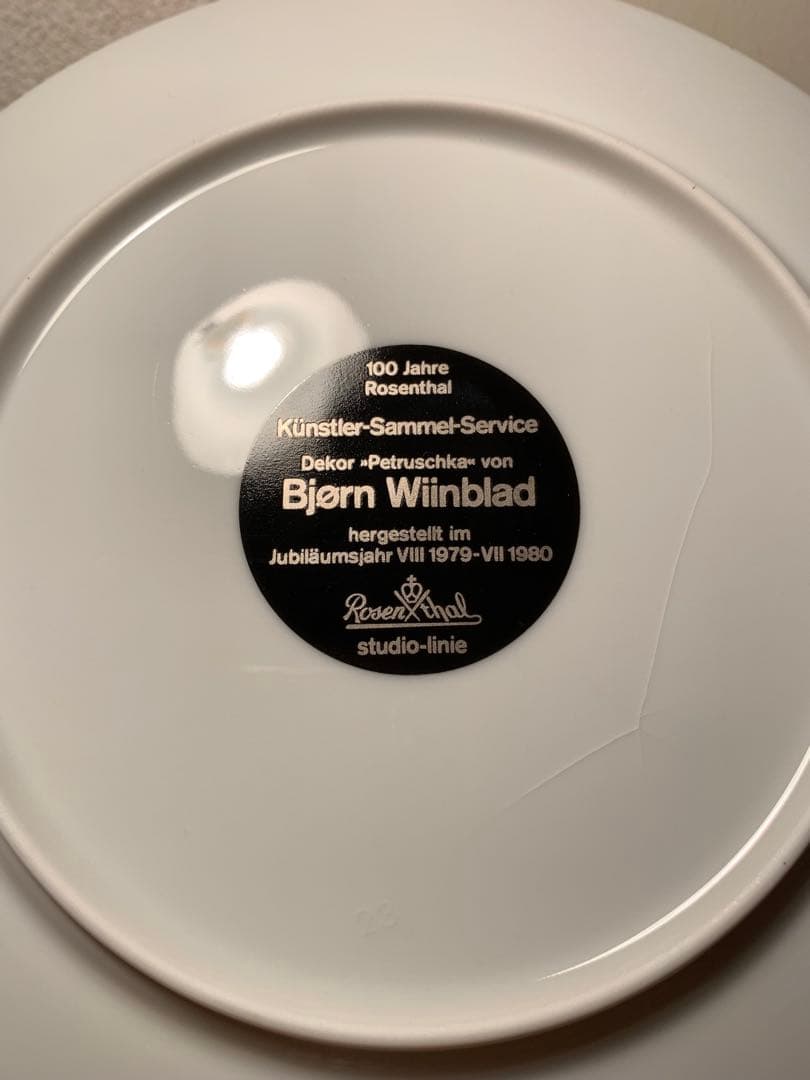 100 Jahre
Rosenthal
Künstler-Sammel-Service
Dekor »Petruschka« von
Bjørn Wiinblad
hergestellt im
Jubiläumsjahr VIII 1979-VII 1980
Rosenthal
studio-linie